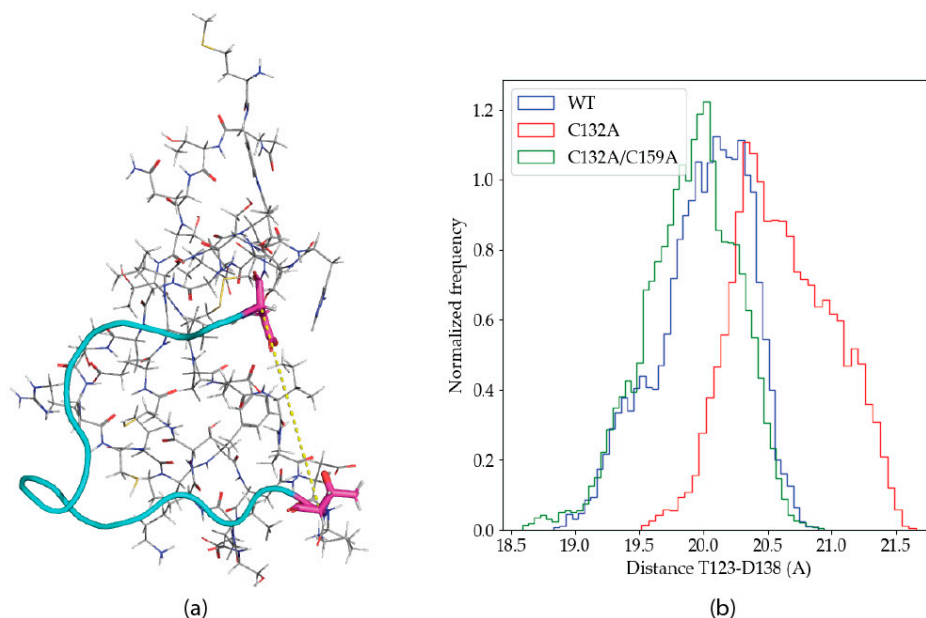 WT
C132A
C132A/C159A
1.2
1.0
0.8
0.6
0.4
0.2
0.0
Normalized frequency
18.5 19.0 19.5 20.0 20.5 21.0 21.5
Distance T123-D138 (A)
(a)
(b)